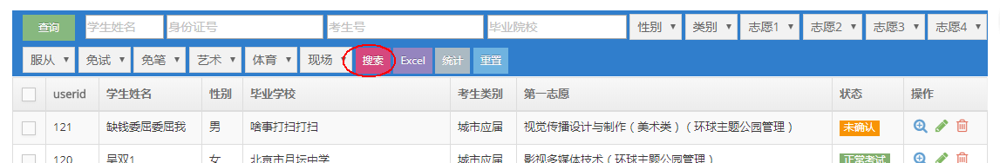 查询 学生姓名 身份证号 考生号 毕业院校 性别 类别 志愿1 志愿2 志愿3 志愿4
服从 免试 免笔 艺术 体育 现场 搜索 Excel 统计 重置
userid 学生姓名 性别 毕业学校 考生类别 第一志愿 状态 操作
121 缺钱委屈委屈我 男 啥事打扫打扫 城市应届 视觉传播设计与制作（美术类）（环球主题公园管理） 未确认
120 吴双1 女 北京市月坛中学 城市应届 影视多媒体技术（环球主题公园管理） 正常考试